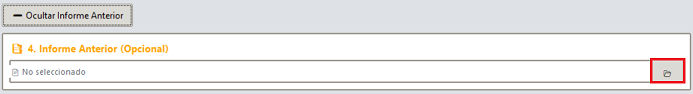 Ocultar Informe Anterior
4. Informe Anterior (Opcional)
No seleccionado